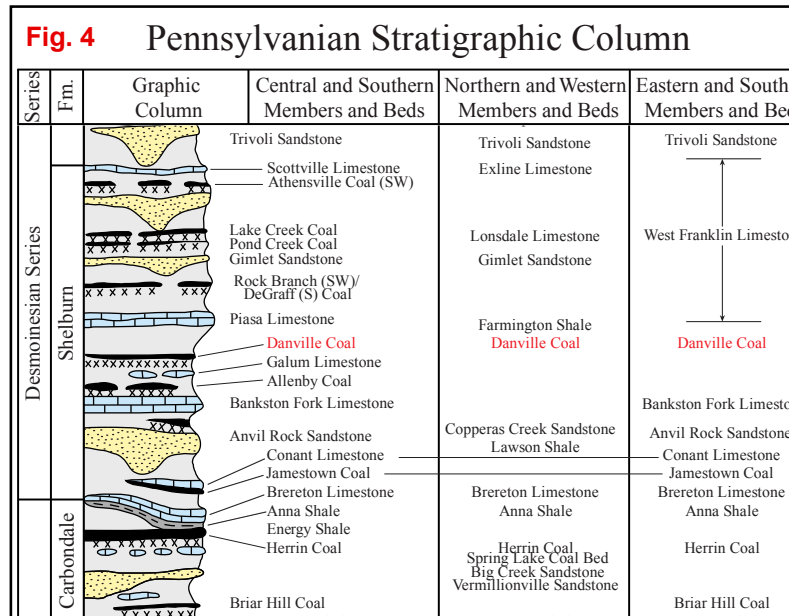 Fig. 4
Pennsylvanian Stratigraphic Column
Series
Fm.
Graphic
Column
Central and Southern
Members and Beds
Northern and Western
Members and Beds
Eastern and South
Members and Bed
Desmoinesian Series
Shelburn
Carbondale
Trivoli Sandstone
Scottville Limestone
Athensville Coal (SW)
Lake Creek Coal
Pond Creek Coal
Gimlet Sandstone
Rock Branch (SW)/
DeGraff (S) Coal
Piasa Limestone
Danville Coal
Galum Limestone
Allenby Coal
Bankston Fork Limestone
Anvil Rock Sandstone
Conant Limestone
Jamestown Coal
Brereton Limestone
Anna Shale
Energy Shale
Herrin Coal
Briar Hill Coal
Trivoli Sandstone
Exline Limestone
Lonsdale Limestone
Gimlet Sandstone
Farmington Shale
Danville Coal
Copperas Creek Sandstone
Lawson Shale
Brereton Limestone
Anna Shale
Herrin Coal
Spring Lake Coal Bed
Big Creek Sandstone
Vermillionville Sandstone
Trivoli Sandstone
West Franklin Limesto
Danville Coal
Bankston Fork Limesto
Anvil Rock Sandstone
Conant Limestone
Jamestown Coal
Brereton Limestone
Anna Shale
Herrin Coal
Briar Hill Coal